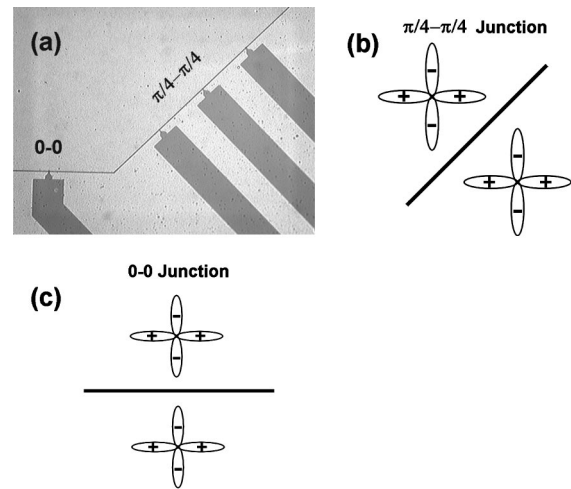 (a)
0-0
π/4–π/4
(b)
π/4–π/4 Junction
−
+ +
−
−
+ +
−
(c)
0-0 Junction
−
+ +
−
−
+ +
−